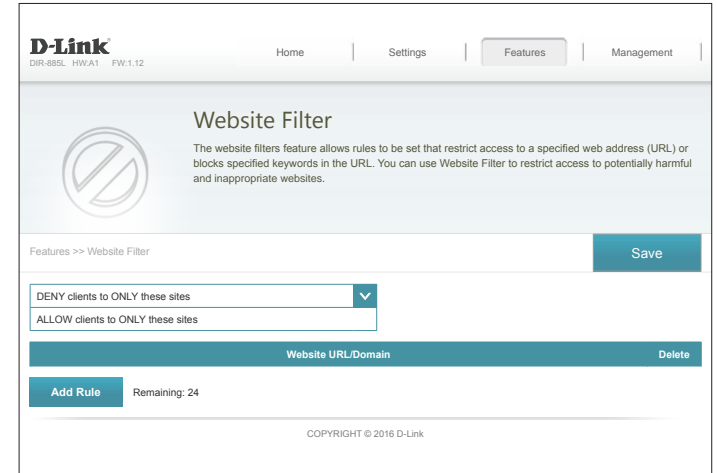 D-Link
DIR-885L HW:A1 FW:1.12
Home
Settings
Features
Management
Website Filter
The website filters feature allows rules to be set that restrict access to a specified web address (URL) or
blocks specified keywords in the URL. You can use Website Filter to restrict access to potentially harmful
and inappropriate websites.
Features >> Website Filter
Save
DENY clients to ONLY these sites
ALLOW clients to ONLY these sites
Website URL/Domain
Delete
Add Rule
Remaining: 24
COPYRIGHT © 2016 D-Link